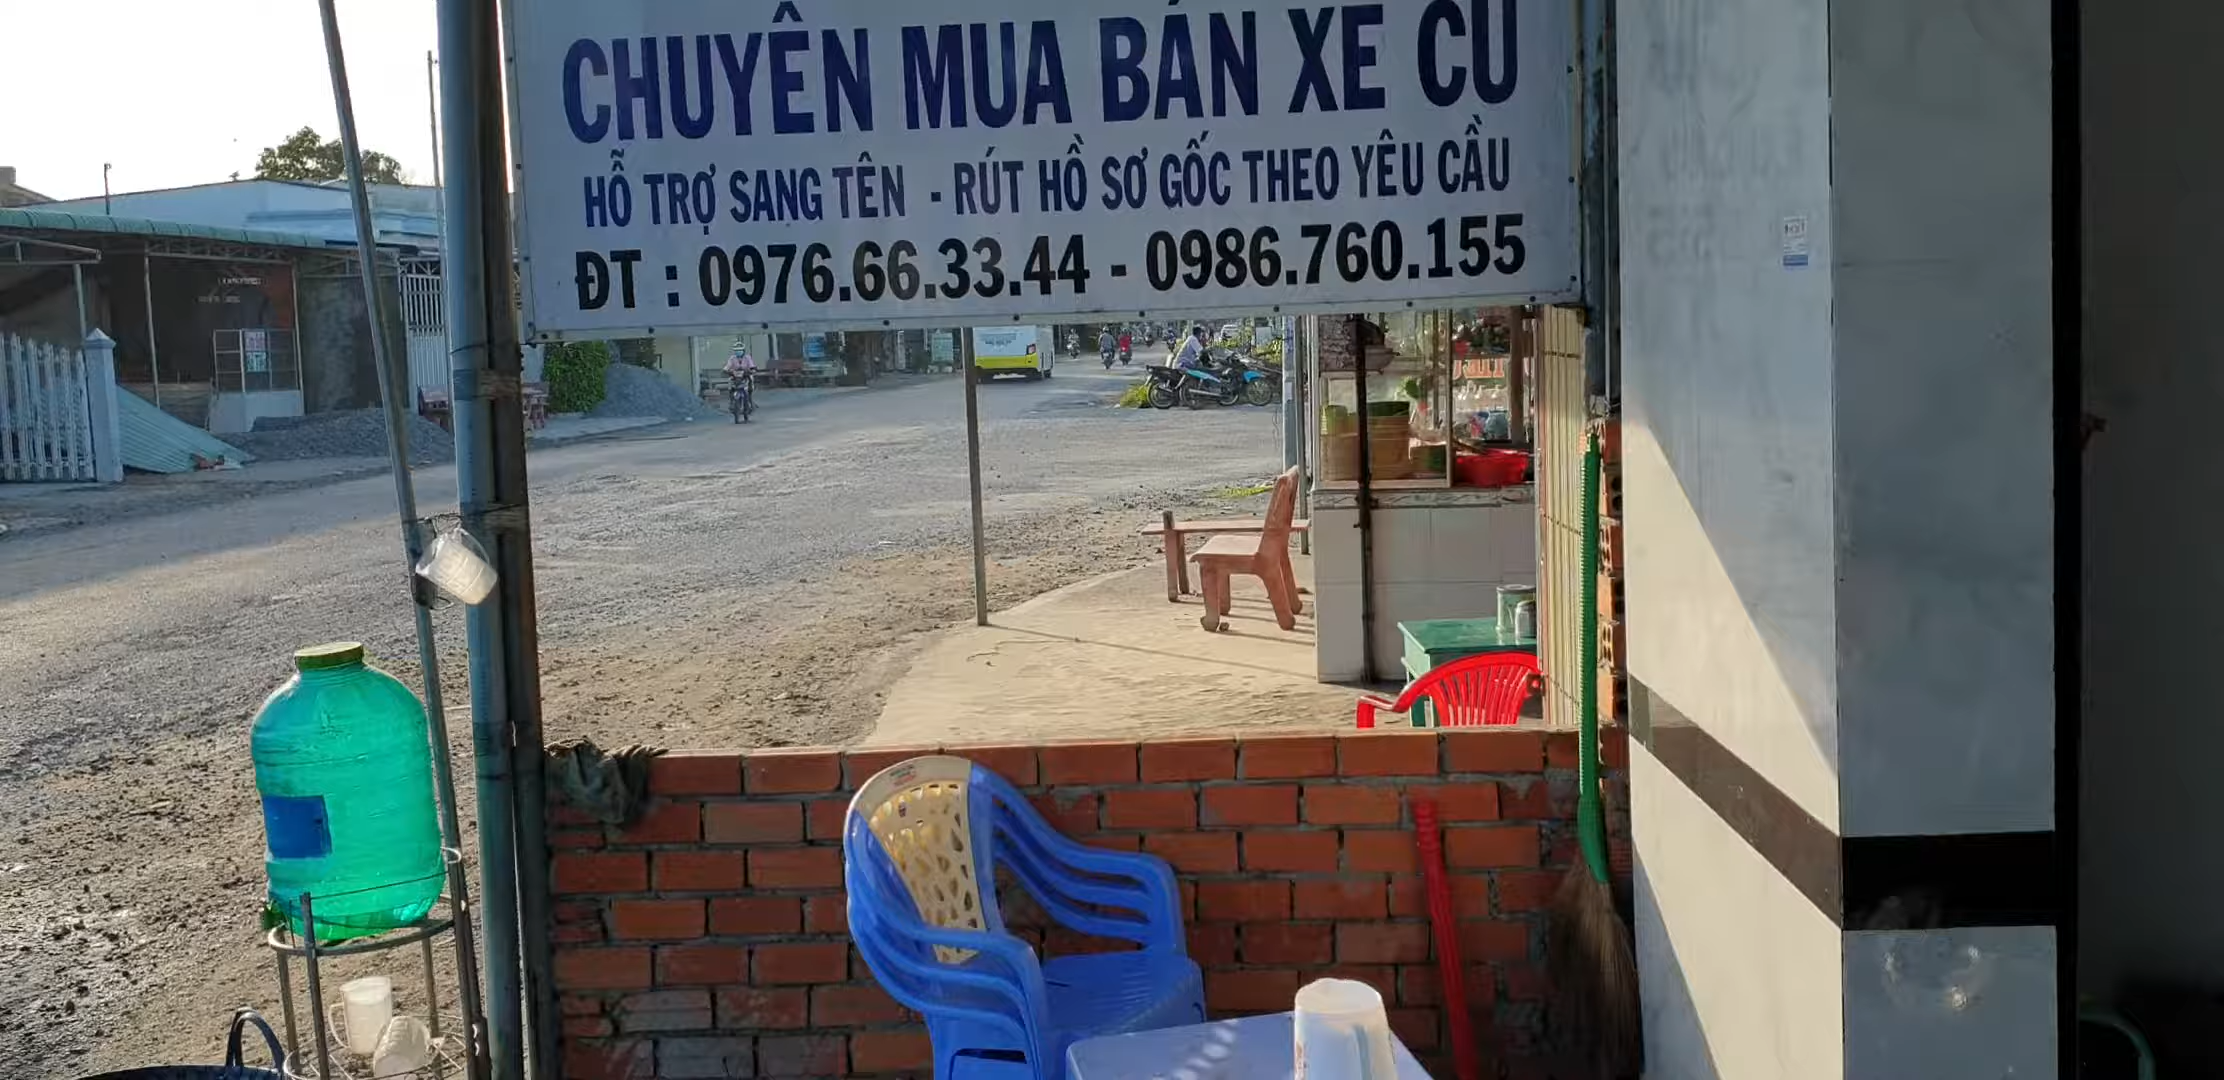 CHUYÊN MUA BÁN XE CŨ
HỖ TRỢ SANG TÊN - RÚT HỒ SƠ GỐC THEO YÊU CẦU
ĐT : 0976.66.33.44 - 0986.760.155